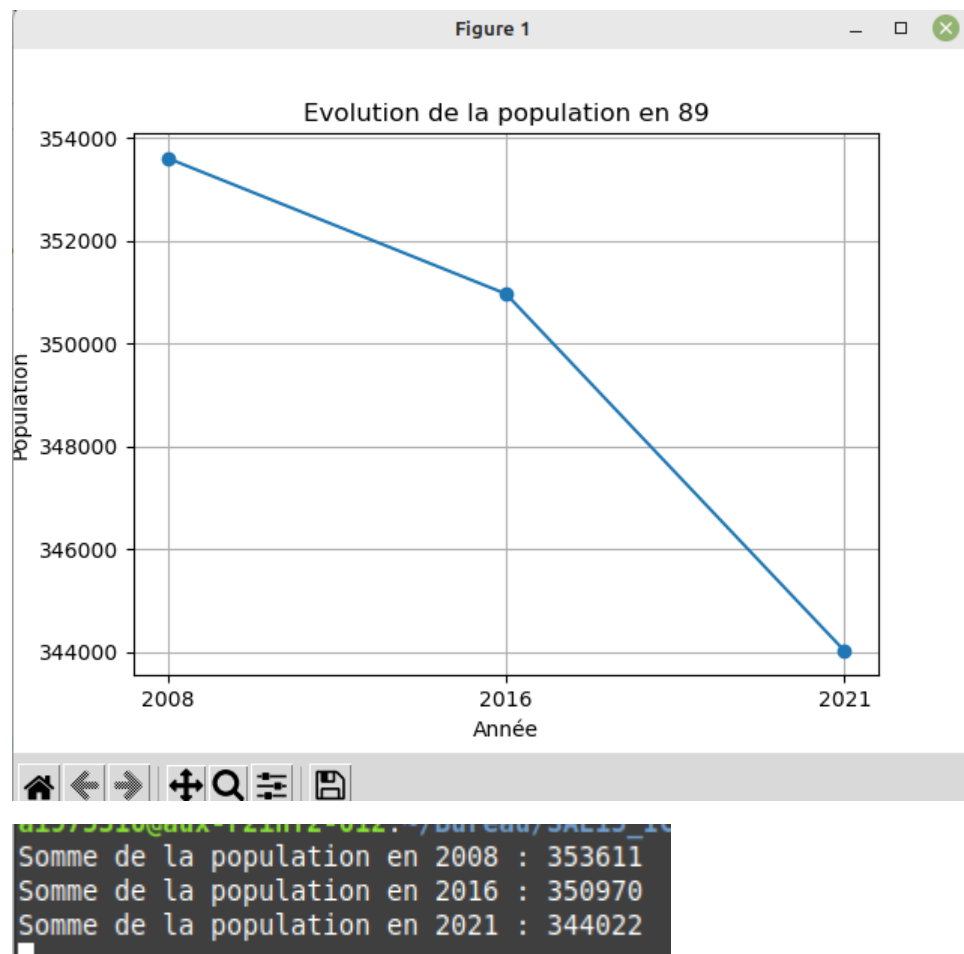 Figure 1
Evolution de la population en 89
354000
352000
350000
348000
346000
344000
Population
2008 2016 2021
Année
Somme de la population en 2008 : 353611
Somme de la population en 2016 : 350970
Somme de la population en 2021 : 344022